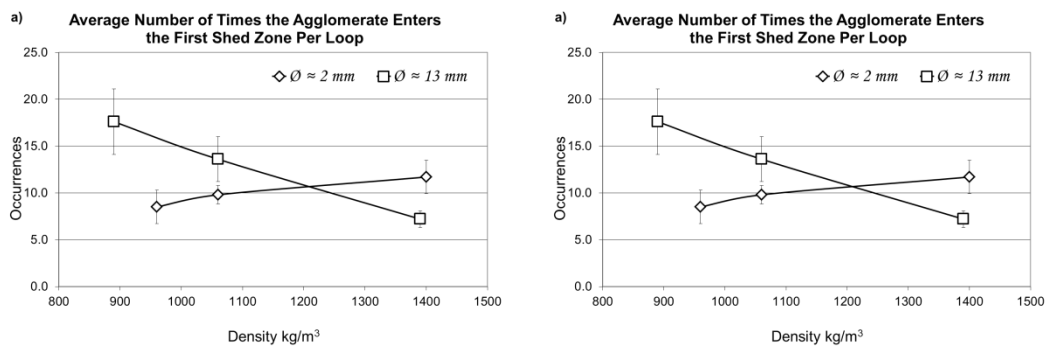 a)
Average Number of Times the Agglomerate Enters
the First Shed Zone Per Loop
Ø ≈ 2 mm
Ø ≈ 13 mm
Occurrences
25.0
20.0
15.0
10.0
5.0
0.0
800 900 1000 1100 1200 1300 1400 1500
Density kg/m³
a)
Average Number of Times the Agglomerate Enters
the First Shed Zone Per Loop
Ø ≈ 2 mm
Ø ≈ 13 mm
Occurrences
25.0
20.0
15.0
10.0
5.0
0.0
800 900 1000 1100 1200 1300 1400 1500
Density kg/m³